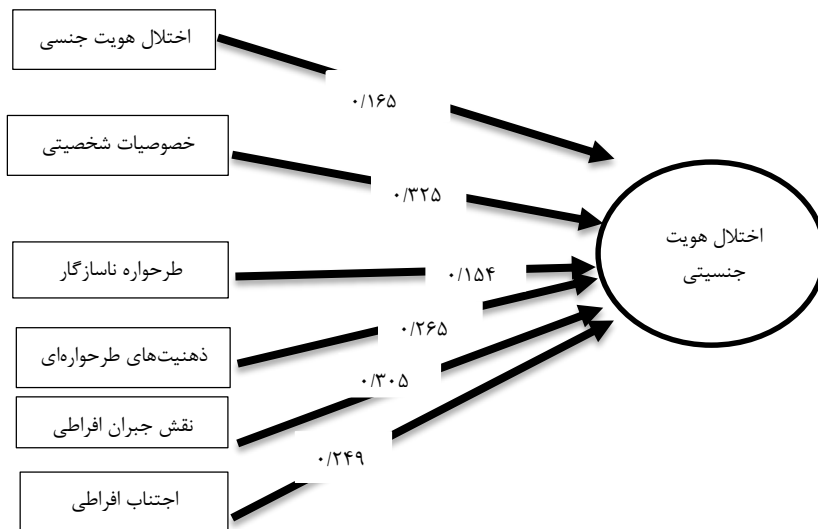 اختلال هویت جنسی
۰/۱۶۵
خصوصیات شخصیتی
۰/۳۲۵
اختلال هویت
جنسیتی
طرحواره ناسازگار
۰/۱۵۴
۰/۲۶۵
ذهنیت‌های طرحواره‌ای
۰/۳۰۵
نقش جبران افراطی
۰/۲۴۹
اجتناب افراطی